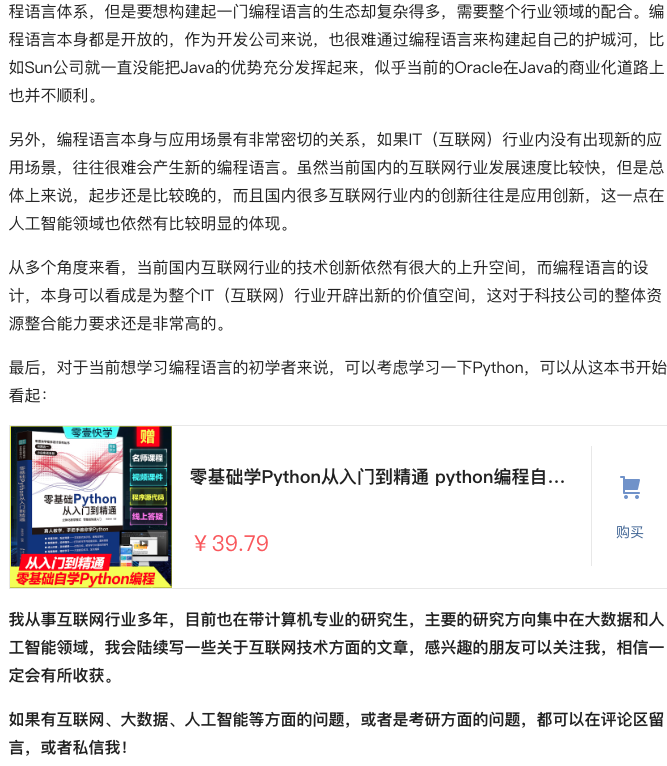 程语言体系，但是要想构建起一门编程语言的生态却复杂得多，需要整个行业领域的配合。编
程语言本身都是开放的，作为开发公司来说，也很难通过编程语言来构建起自己的护城河，比
如Sun公司就一直没能把Java的优势充分发挥起来，似乎当前的Oracle在Java的商业化道路上
也并不顺利。
另外，编程语言本身与应用场景有非常密切的关系，如果IT（互联网）行业内没有出现新的应
用场景，往往很难会产生新的编程语言。虽然当前国内的互联网行业发展速度比较快，但是总
体上来说，起步还是比较晚的，而且国内很多互联网行业内的创新往往是应用创新，这一点在
人工智能领域也依然有比较明显的体现。
从多个角度来看，当前国内互联网行业的技术创新依然有很大的上升空间，而编程语言的设
计，本身可以看成是为整个IT（互联网）行业开辟出新的价值空间，这对于科技公司的整体资
源整合能力要求还是非常高的。
最后，对于当前想学习编程语言的初学者来说，可以考虑学习一下Python，可以从这本书开始
看起：
零壹快学
赠
名师课程
视频课件
程序源代码
线上答疑
零基础Python
从入门到精通
从入门到精通
零基础自学Python编程
零基础学Python从入门到精通 python编程自...
￥39.79
购买
我从事互联网行业多年，目前也在带计算机专业的研究生，主要的研究方向集中在大数据和人
工智能领域，我会陆续写一些关于互联网技术方面的文章，感兴趣的朋友可以关注我，相信一
定会有所收获。
如果有互联网、大数据、人工智能等方面的问题，或者是考研方面的问题，都可以在评论区留
言，或者私信我！